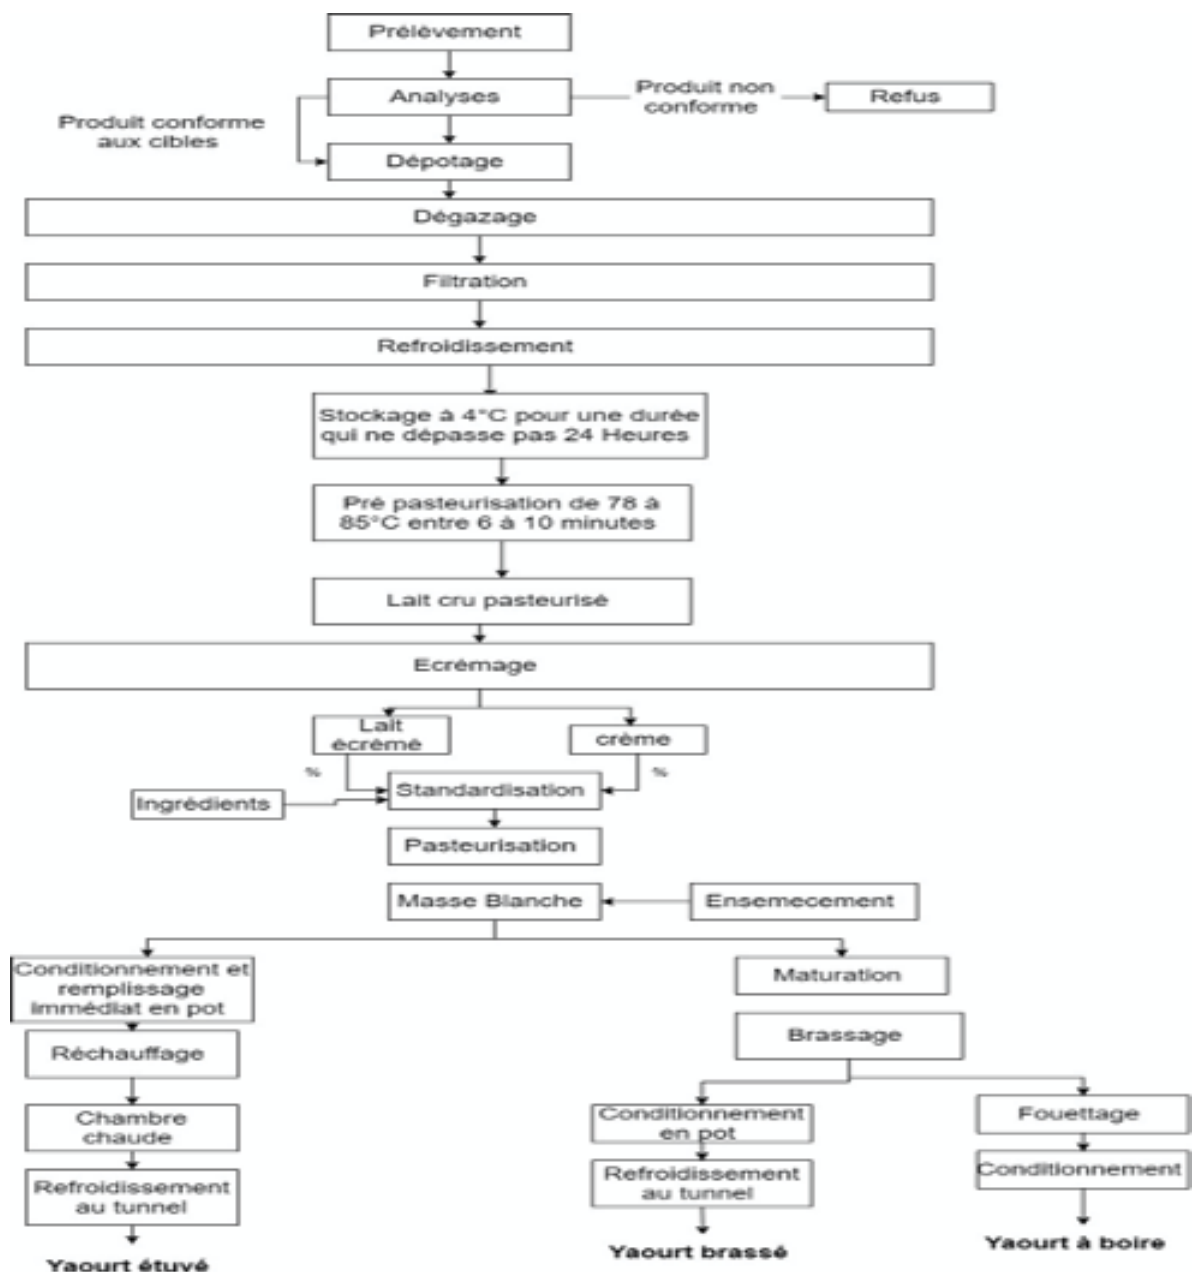 Prélèvement
Analyses
Produit non
conforme
Refus
Produit conforme
aux cibles
Dépotage
Dégazage
Filtration
Refroidissement
Stockage à 4°C pour une durée
qui ne dépasse pas 24 Heures
Pré pasteurisation de 78 à
85°C entre 6 à 10 minutes
Lait cru pasteurisé
Ecrémage
Lait
écrémé
crème
%
%
Standardisation
Ingrédients
Pasteurisation
Masse Blanche
Ensemecement
Conditionnement et
remplissage
immédiat en pot
Réchauffage
Chambre
chaude
Refroidissement
au tunnel
Yaourt étuvé
Maturation
Brassage
Conditionnement
en pot
Refroidissement
au tunnel
Yaourt brassé
Fouettage
Conditionnement
Yaourt à boire